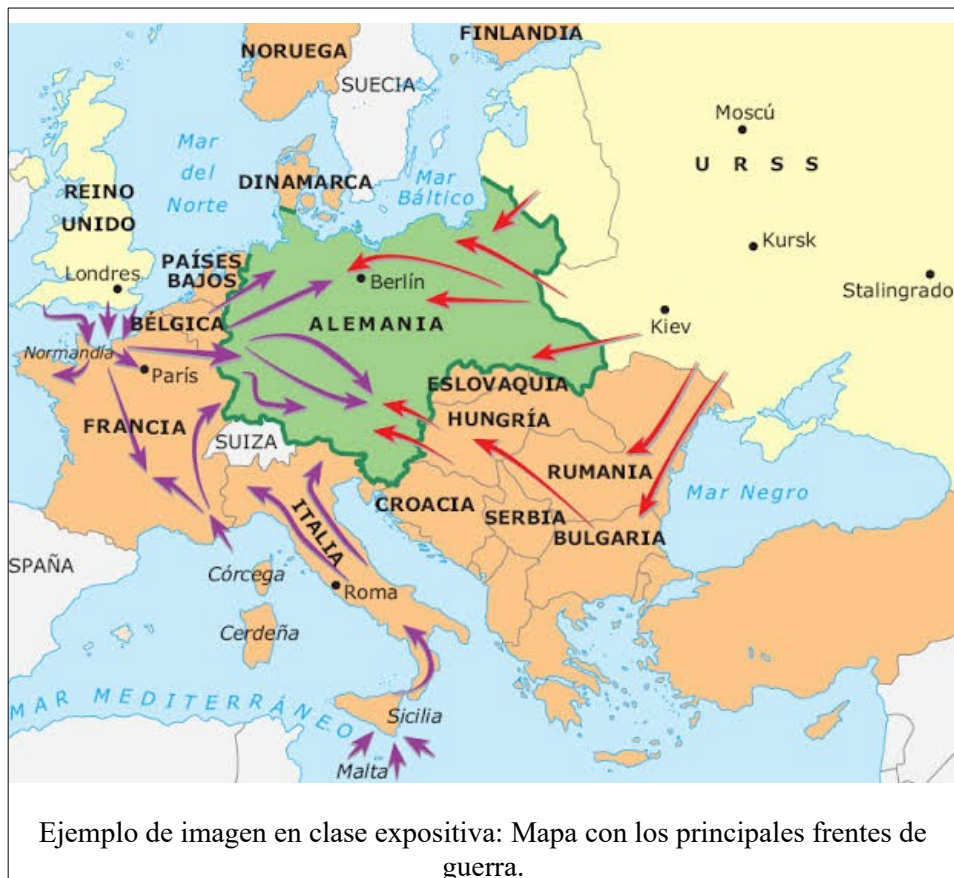 FINLANDIA
NORUEGA
SUECIA
Moscú
U R S S
Mar
del
Norte
DINAMARCA
Mar
Báltico
REINO
UNIDO
Kursk
PAÍSES
BAJOS
Londres
Berlín
Stalingrado
BÉLGICA
ALEMANIA
Kiev
Normandía
París
ESLOVAQUIA
FRANCIA
HUNGRÍA
SUIZA
RUMANIA
Mar Negro
CROACIA
ITALIA
SERBIA
BULGARIA
SPAÑA
Córcega
Roma
Cerdeña
MAR MEDITERRÁNEO
Sicilia
Malta
Ejemplo de imagen en clase expositiva: Mapa con los principales frentes de
guerra.